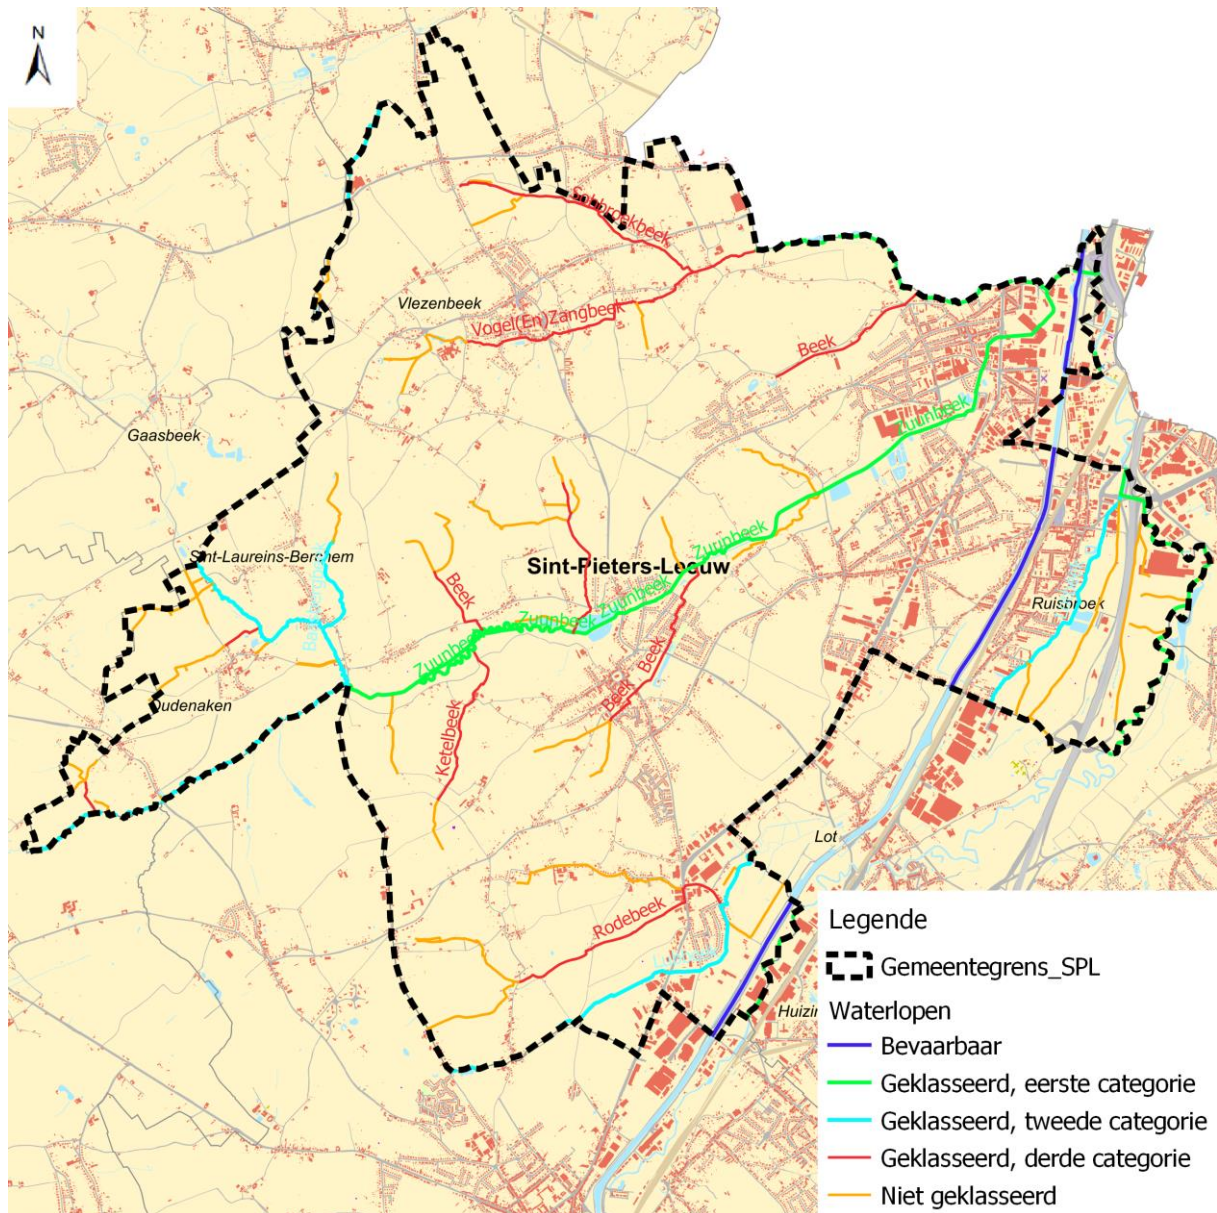 N
Sobbroekbeek
Vlezenbeek
Vogel(En)Zangbeek
Beek
Zuunbeek
Gaasbeek
Zuunbeek
Sint-Laureins-Berchem
Sint-Pieters-Leeuw
Beek
Zuunbeek
Zuunbeek
Zuunbeek
Ruisbroek
Beek
Beek
Oudenaken
Ketelbeek
Lot
Rodebeek
Huizin
Legende
Gemeentegrens_SPL
Waterlopen
Bevaarbaar
Geklasseerd, eerste categorie
Geklasseerd, tweede categorie
Geklasseerd, derde categorie
Niet geklasseerd